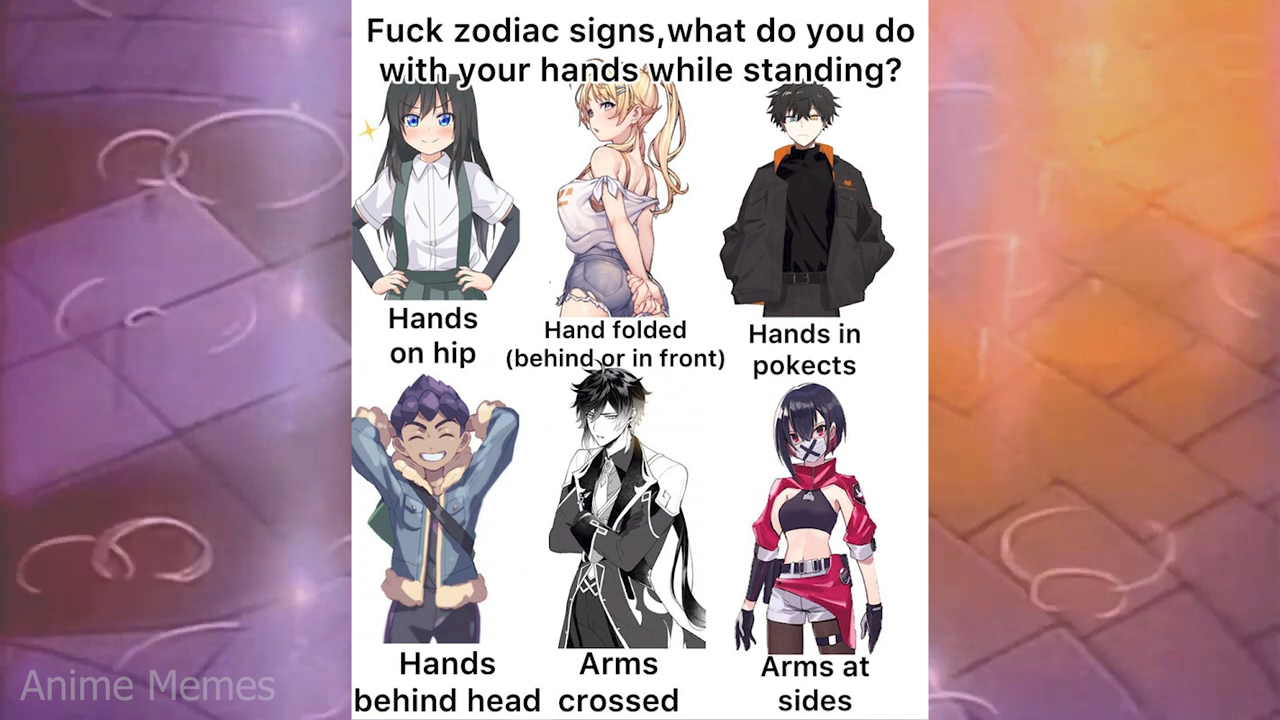 Fuck zodiac signs,what do you do
with your hands while standing?
Hands
on hip
Hand folded
(behind or in front)
Hands in
pokects
Hands
behind head
Arms
crossed
Arms at
sides
Anime Memes